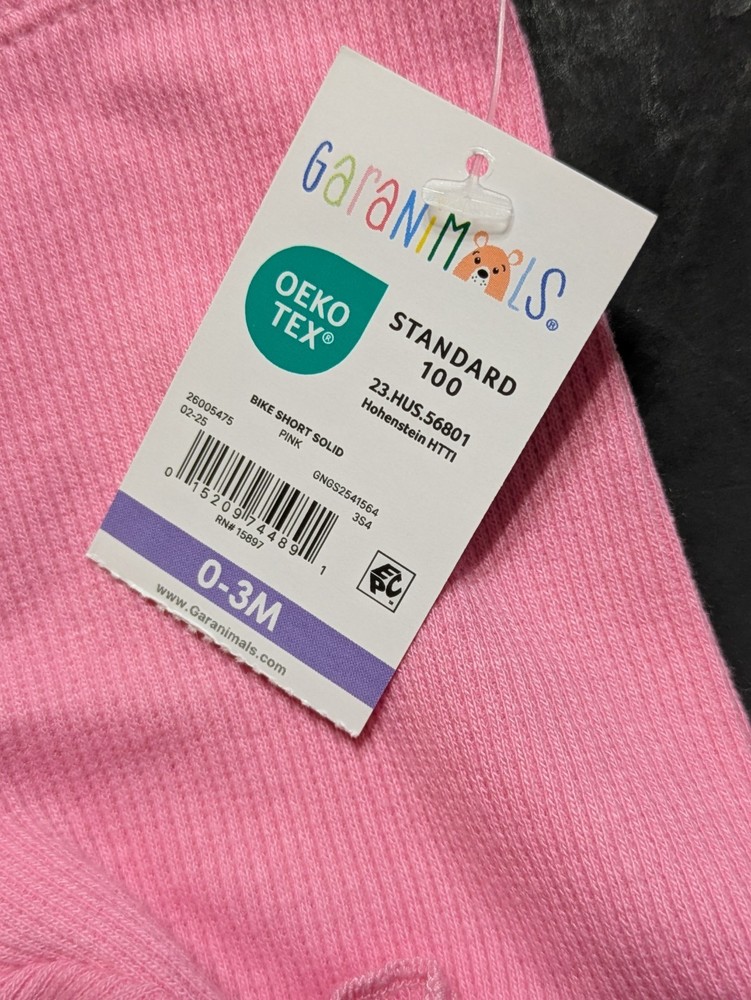 GaraNiMaLS®
OEKO
TEX®
STANDARD
100
23.HUS.56801
Hohenstein HTTI
26005475
02-25
BIKE SHORT SOLID
PINK
GNGS2541564
3S4
0 15209 74489 1
RN# 15897
EPC
0-3M
www.Garanimals.com